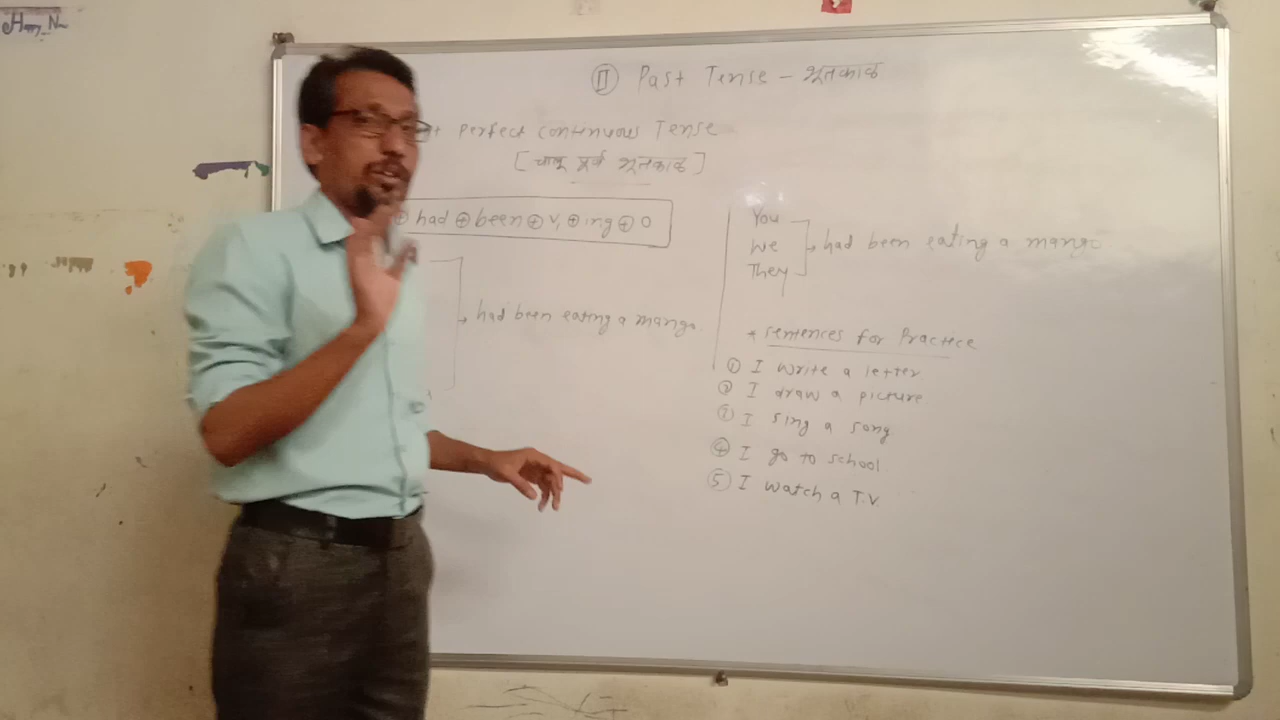 Ⅱ Past Tense - भूतकाळ
Perfect continuous Tense
[चालू पूर्ण भूतकाळ]
⊕ had ⊕ been ⊕ V₁ ⊕ ing ⊕ O
had been eating a mango.
You
We
They
had been eating a mango
* Sentences for Practice
① I write a letter
② I draw a picture
③ I sing a song
④ I go to school
⑤ I watch a T.V.